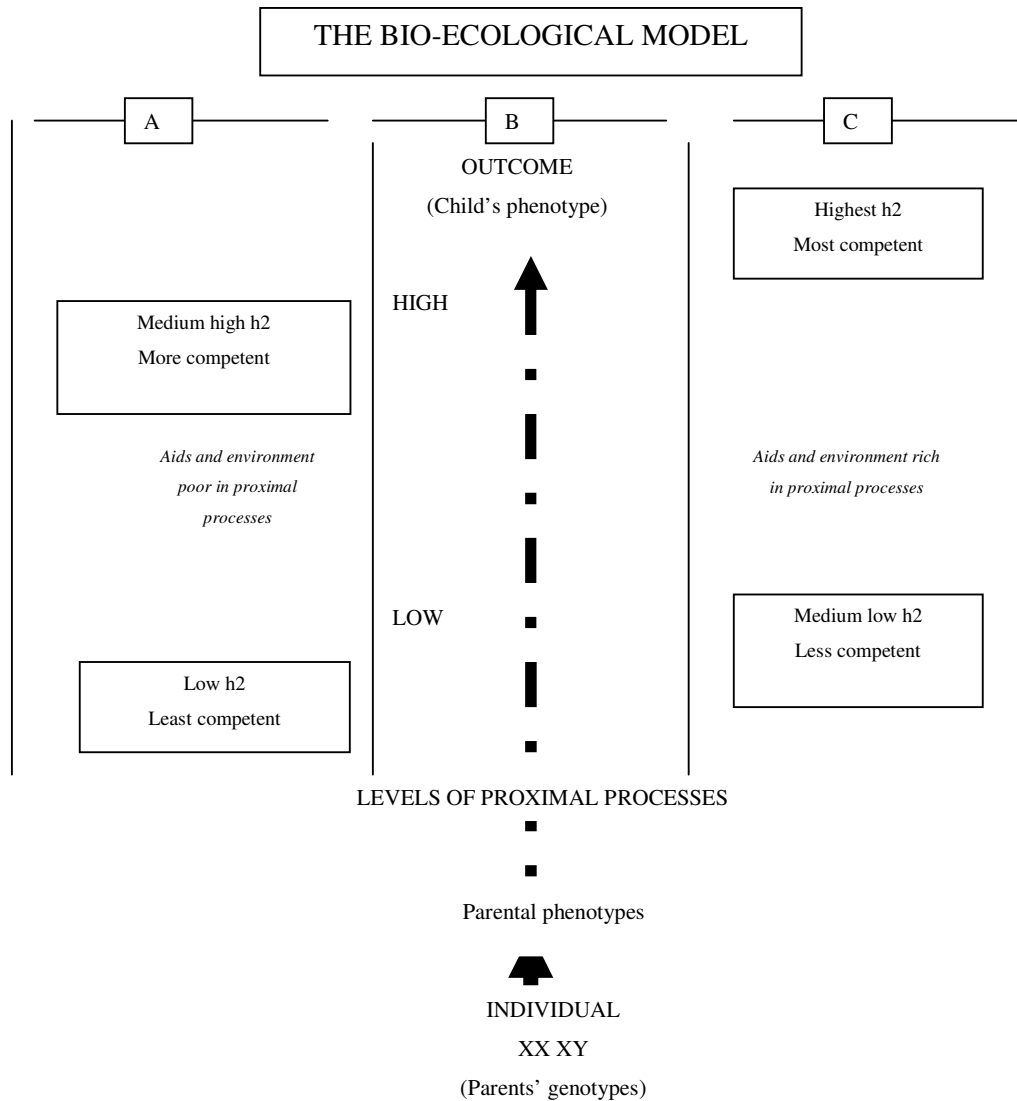 THE BIO-ECOLOGICAL MODEL
A
B
C
OUTCOME
(Child's phenotype)
Highest h2
Most competent
HIGH
Medium high h2
More competent
Aids and environment
poor in proximal
processes
Aids and environment rich
in proximal processes
LOW
Medium low h2
Less competent
Low h2
Least competent
LEVELS OF PROXIMAL PROCESSES
Parental phenotypes
INDIVIDUAL
XX XY
(Parents' genotypes)